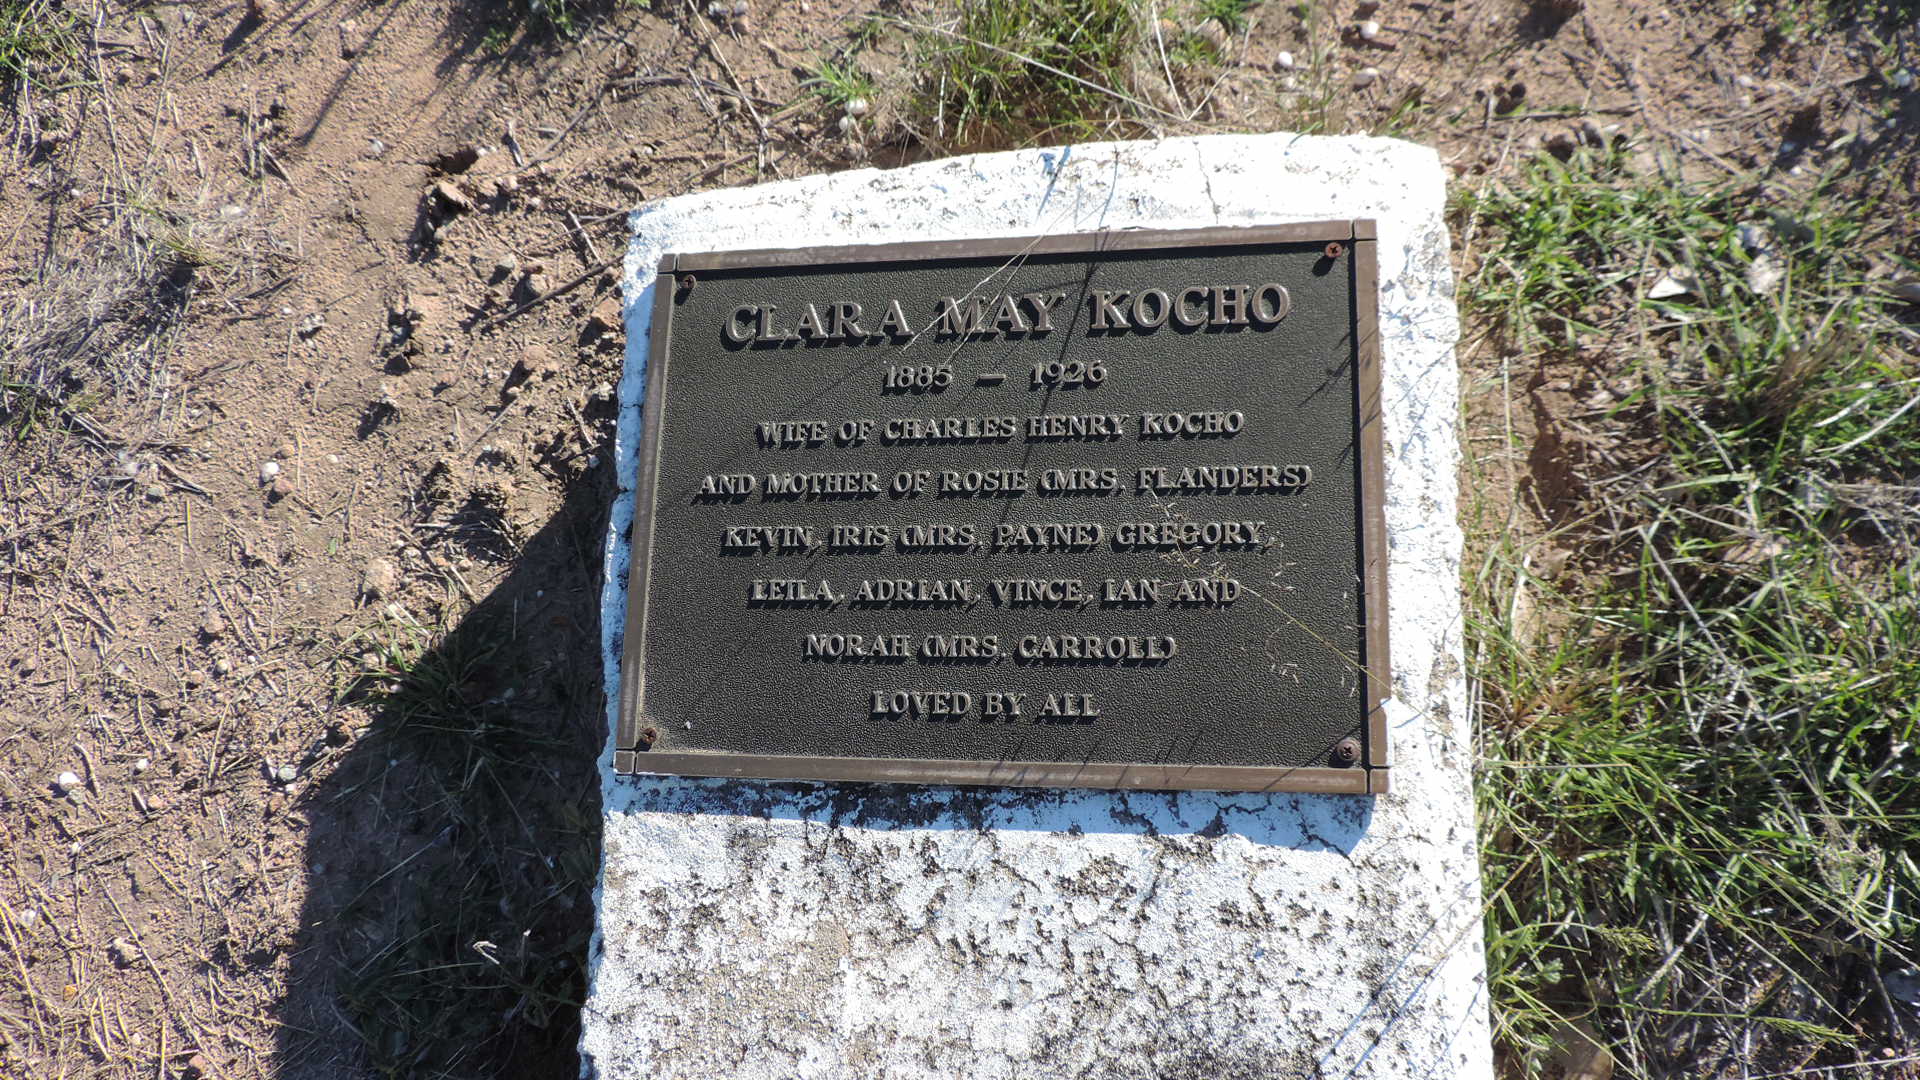 CLARA MAY KOCHO
1885 — 1926
WIFE OF CHARLES HENRY KOCHO
AND MOTHER OF ROSIE (MRS. FLANDERS)
KEVIN, IRIS (MRS. PAYNE) GREGORY,
LEILA, ADRIAN, VINCE, IAN AND
NORAH (MRS. CARROLL)
LOVED BY ALL